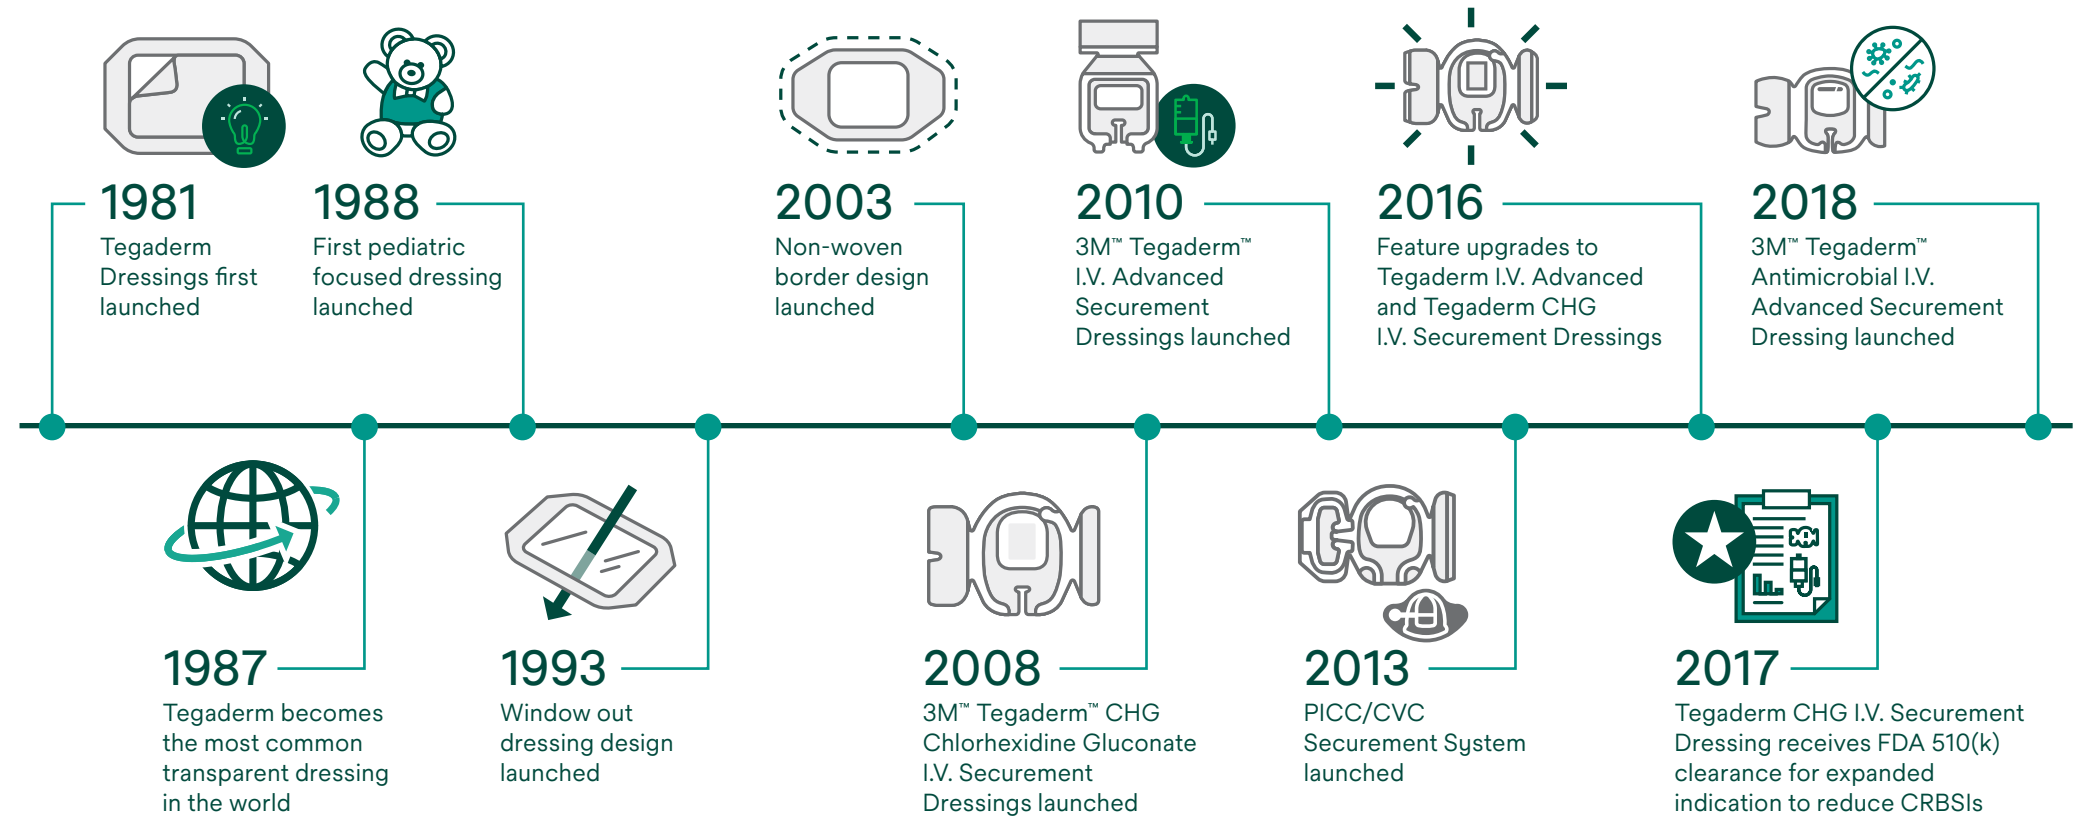 1981
Tegaderm
Dressings first
launched
1988
First pediatric
focused dressing
launched
2003
Non-woven
border design
launched
2010
3M™ Tegaderm™
I.V. Advanced
Securement
Dressings launched
2016
Feature upgrades to
Tegaderm I.V. Advanced
and Tegaderm CHG
I.V. Securement Dressings
2018
3M™ Tegaderm™
Antimicrobial I.V.
Advanced Securement
Dressing launched
1987
Tegaderm becomes
the most common
transparent dressing
in the world
1993
Window out
dressing design
launched
2008
3M™ Tegaderm™ CHG
Chlorhexidine Gluconate
I.V. Securement
Dressings launched
2013
PICC/CVC
Securement System
launched
2017
Tegaderm CHG I.V. Securement
Dressing receives FDA 510(k)
clearance for expanded
indication to reduce CRBSIs